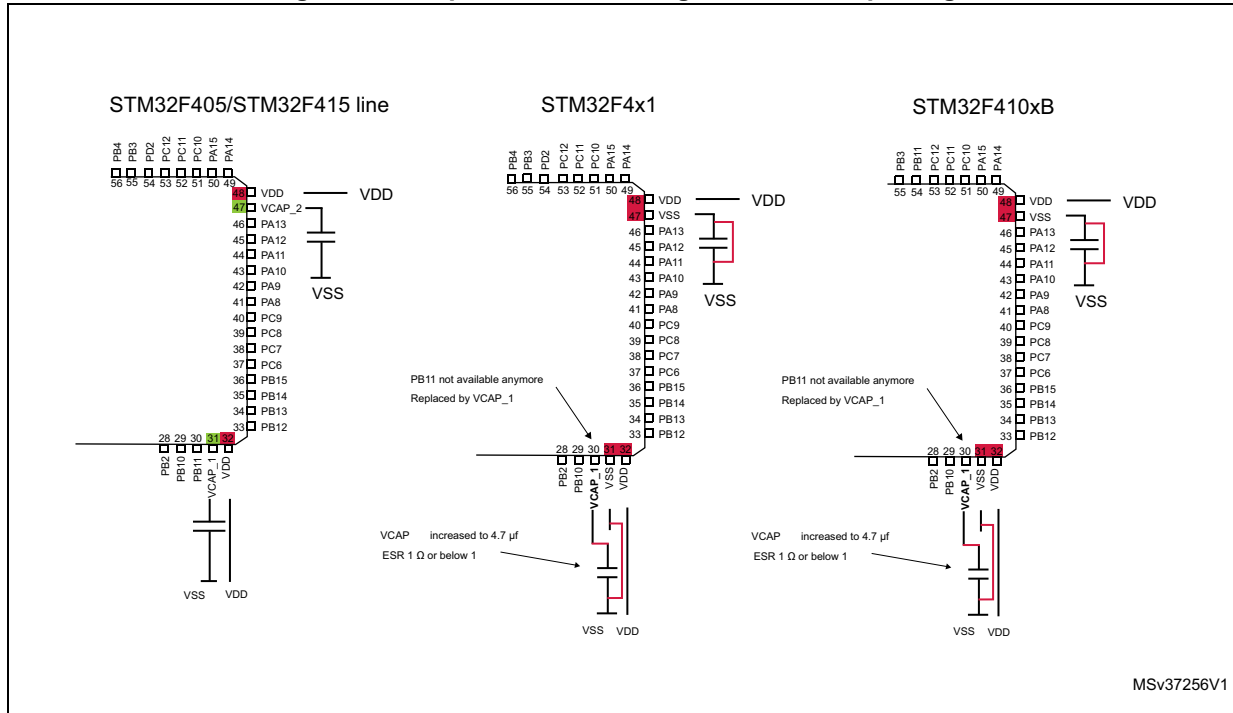 STM32F405/STM32F415 line
PB4
PB3
PD2
PC12
PC11
PC10
PA15
PA14
56 55 54 53 52 51 50 49
48 VDD
VDD
47 VCAP_2
46 PA13
45 PA12
44 PA11
43 PA10
VSS
42 PA9
41 PA8
40 PC9
39 PC8
38 PC7
37 PC6
36 PB15
35 PB14
34 PB13
33 PB12
28 29 30 31 32
PB2
PB10
PB11
VCAP_1
VDD
VSS VDD
STM32F4x1
PB4
PB3
PD2
PC12
PC11
PC10
PA15
PA14
56 55 54 53 52 51 50 49
48 VDD
VDD
47 VSS
46 PA13
45 PA12
44 PA11
43 PA10
VSS
42 PA9
41 PA8
40 PC9
39 PC8
38 PC7
37 PC6
36 PB15
35 PB14
34 PB13
33 PB12
PB11 not available anymore
Replaced by VCAP_1
28 29 30 31 32
PB2
PB10
VCAP_1
VSS
VDD
VCAP increased to 4.7 µf
ESR 1 Ω or below 1
VSS VDD
STM32F410xB
PB3
PB11
PC12
PC11
PC10
PA15
PA14
55 54 53 52 51 50 49
48 VDD
VDD
47 VSS
46 PA13
45 PA12
44 PA11
43 PA10
VSS
42 PA9
41 PA8
40 PC9
39 PC8
38 PC7
37 PC6
36 PB15
35 PB14
34 PB13
33 PB12
PB11 not available anymore
Replaced by VCAP_1
28 29 30 31 32
PB2
PB10
VCAP_1
VSS
VDD
VCAP increased to 4.7 µf
ESR 1 Ω or below 1
VSS VDD
MSv37256V1